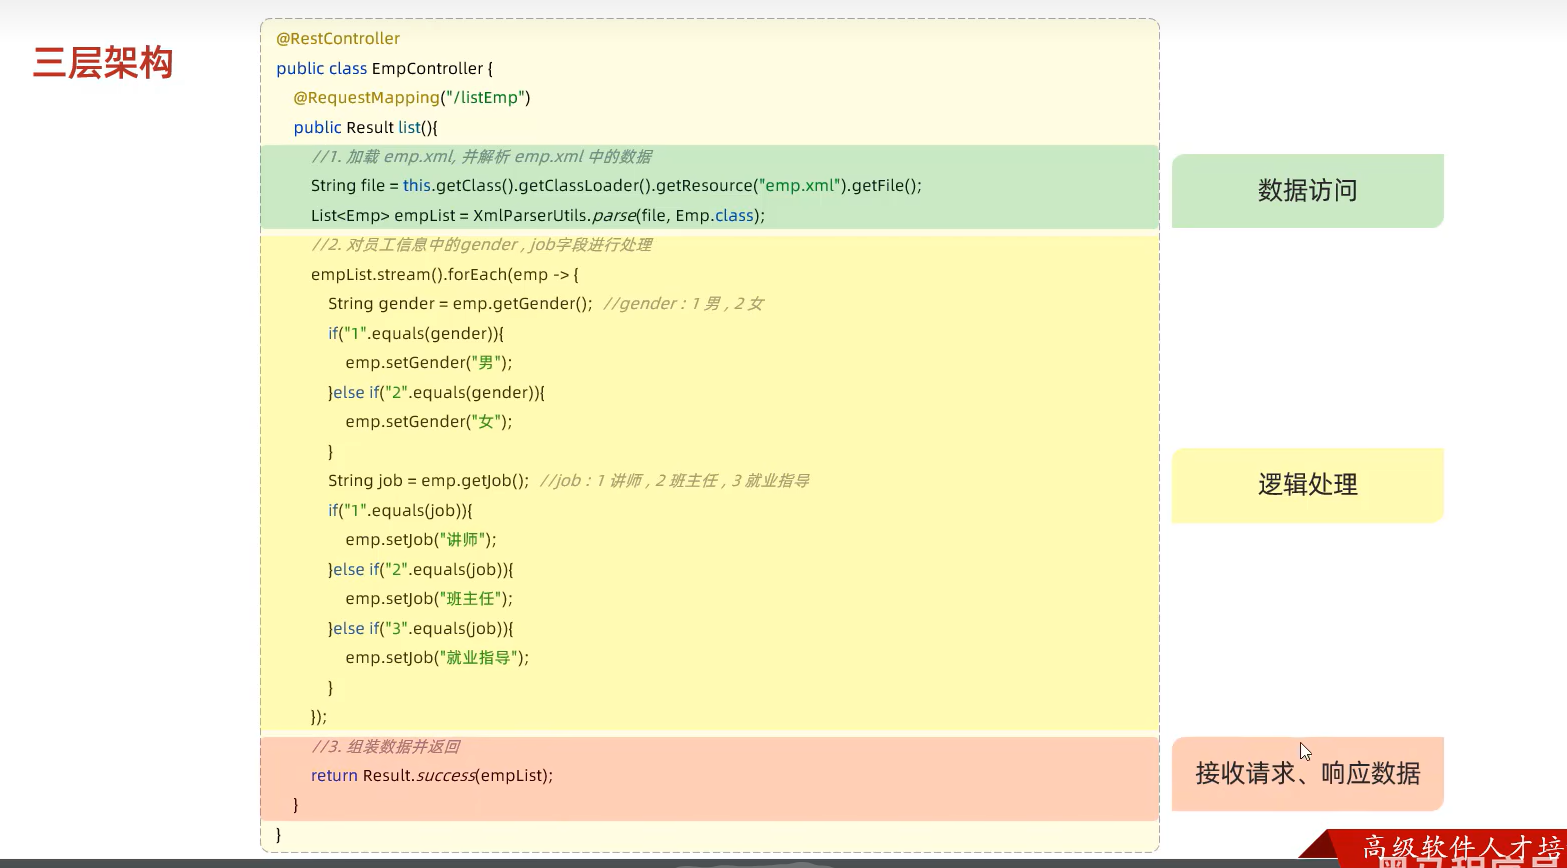 三层架构
@RestController
public class EmpController {
@RequestMapping("/listEmp")
public Result list(){
//1. 加载 emp.xml, 并解析 emp.xml 中的数据
String file = this.getClass().getClassLoader().getResource("emp.xml").getFile();
List<Emp> empList = XmlParserUtils.parse(file, Emp.class);
数据访问
//2. 对员工信息中的gender , job字段进行处理
empList.stream().forEach(emp -> {
String gender = emp.getGender(); //gender : 1 男 , 2 女
if("1".equals(gender)){
emp.setGender("男");
}else if("2".equals(gender)){
emp.setGender("女");
}
String job = emp.getJob(); //job : 1 讲师 , 2 班主任 , 3 就业指导
if("1".equals(job)){
emp.setJob("讲师");
}else if("2".equals(job)){
emp.setJob("班主任");
}else if("3".equals(job)){
emp.setJob("就业指导");
}
});
逻辑处理
//3. 组装数据并返回
return Result.success(empList);
}
}
接收请求、响应数据
高级软件人才培